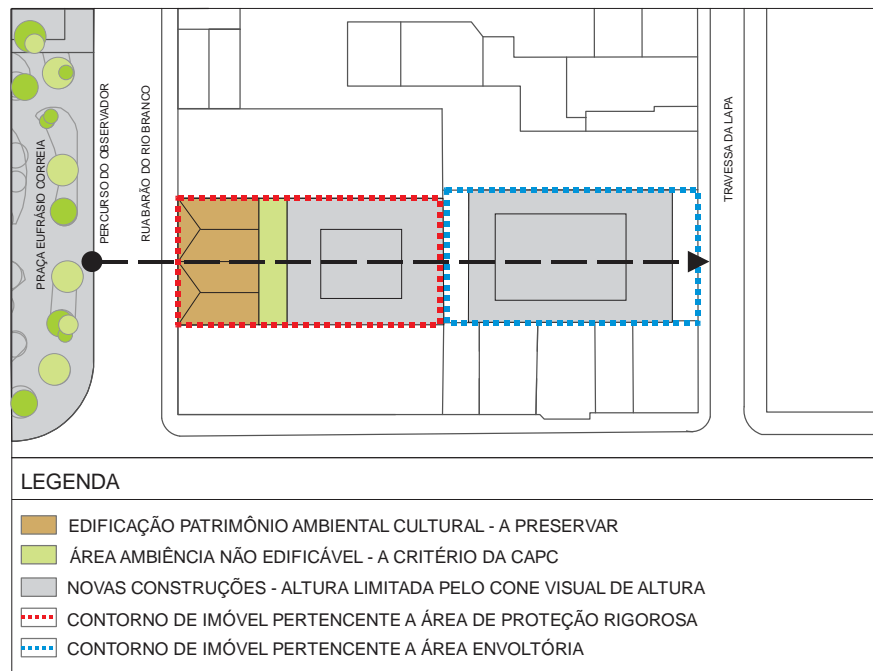 PRAÇA EUFRÁSIO CORREIA
PERCURSO DO OBSERVADOR
RUA BARÃO DO RIO BRANCO
TRAVESSA DA LAPA
LEGENDA
EDIFICAÇÃO PATRIMÔNIO AMBIENTAL CULTURAL - A PRESERVAR
ÁREA AMBIÊNCIA NÃO EDIFICÁVEL - A CRITÉRIO DA CAPC
NOVAS CONSTRUÇÕES - ALTURA LIMITADA PELO CONE VISUAL DE ALTURA
CONTORNO DE IMÓVEL PERTENCENTE A ÁREA DE PROTEÇÃO RIGOROSA
CONTORNO DE IMÓVEL PERTENCENTE A ÁREA ENVOLTÓRIA